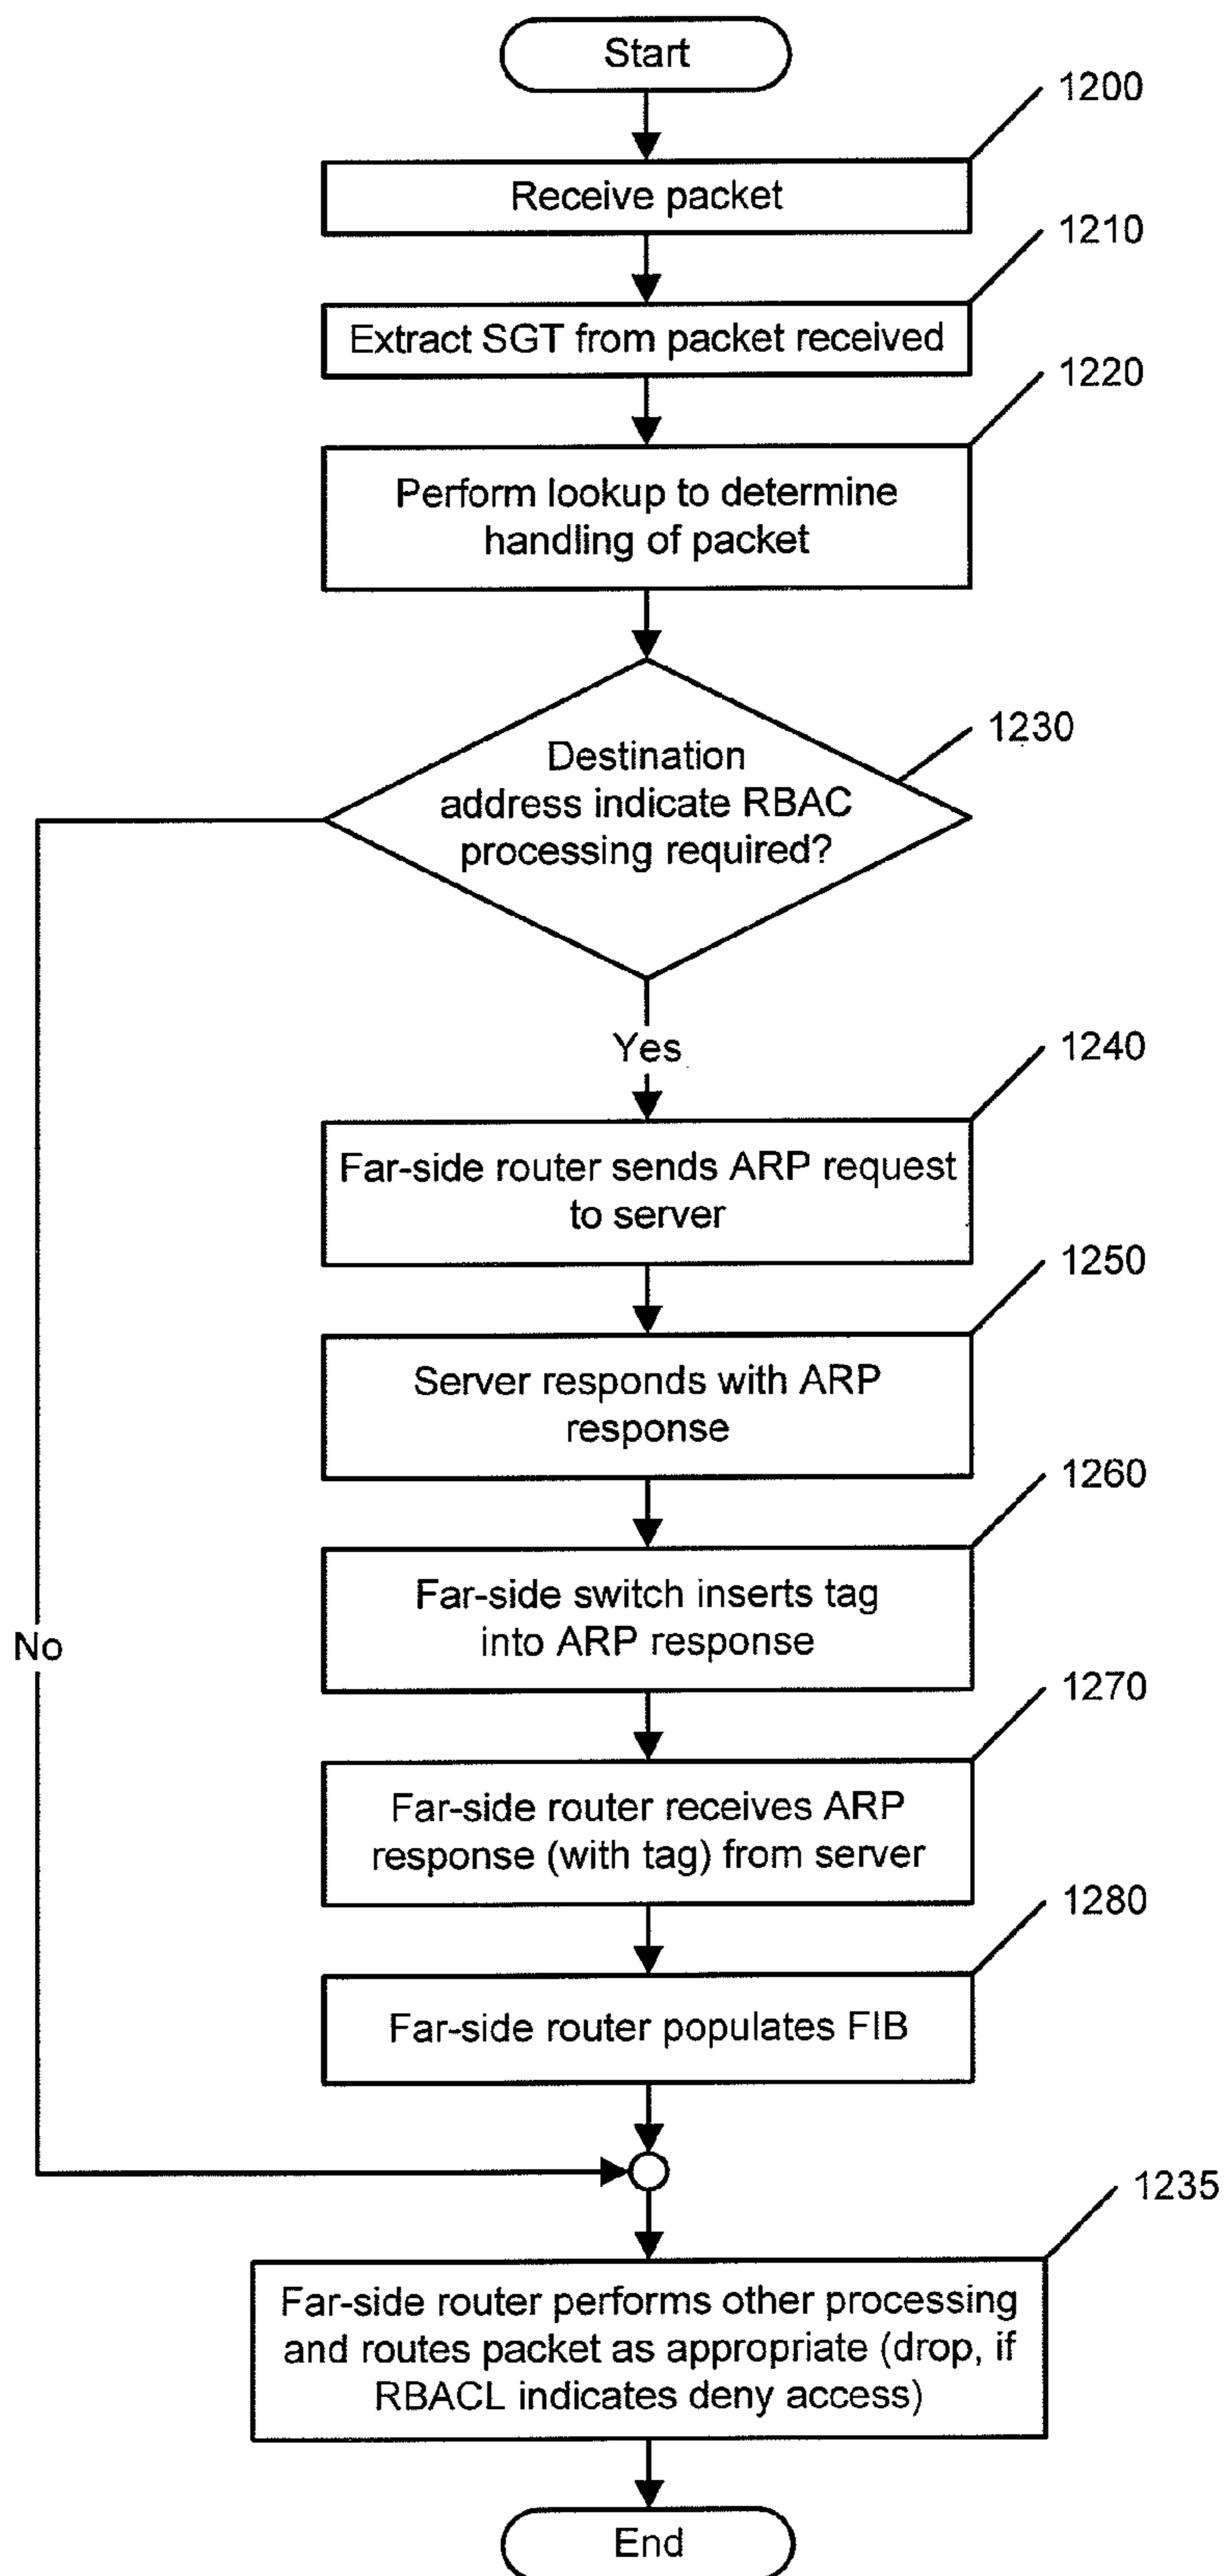 Start
1200
Receive packet
1210
Extract SGT from packet received
1220
Perform lookup to determine
handling of packet
1230
Destination
address indicate RBAC
processing required?
Yes
1240
Far-side router sends ARP request
to server
1250
Server responds with ARP
response
1260
Far-side switch inserts tag
into ARP response
No
1270
Far-side router receives ARP
response (with tag) from server
1280
Far-side router populates FIB
1235
Far-side router performs other processing
and routes packet as appropriate (drop, if
RBACL indicates deny access)
End